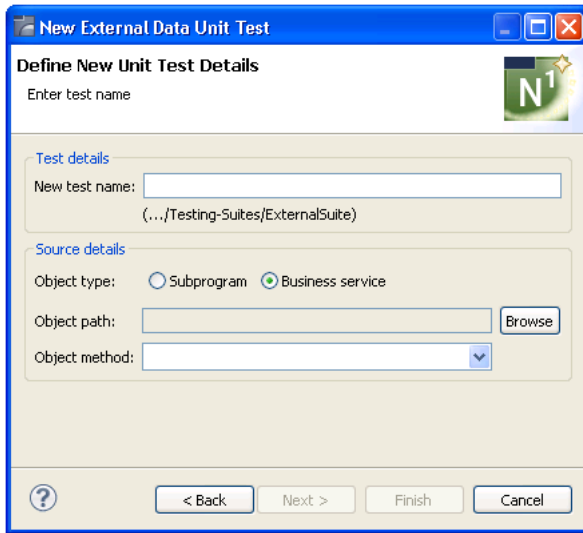 New External Data Unit Test
Define New Unit Test Details
Enter test name
N1
Test details
New test name:
(.../Testing-Suites/ExternalSuite)
Source details
Object type: Subprogram Business service
Object path: Browse
Object method:
? < Back Next > Finish Cancel